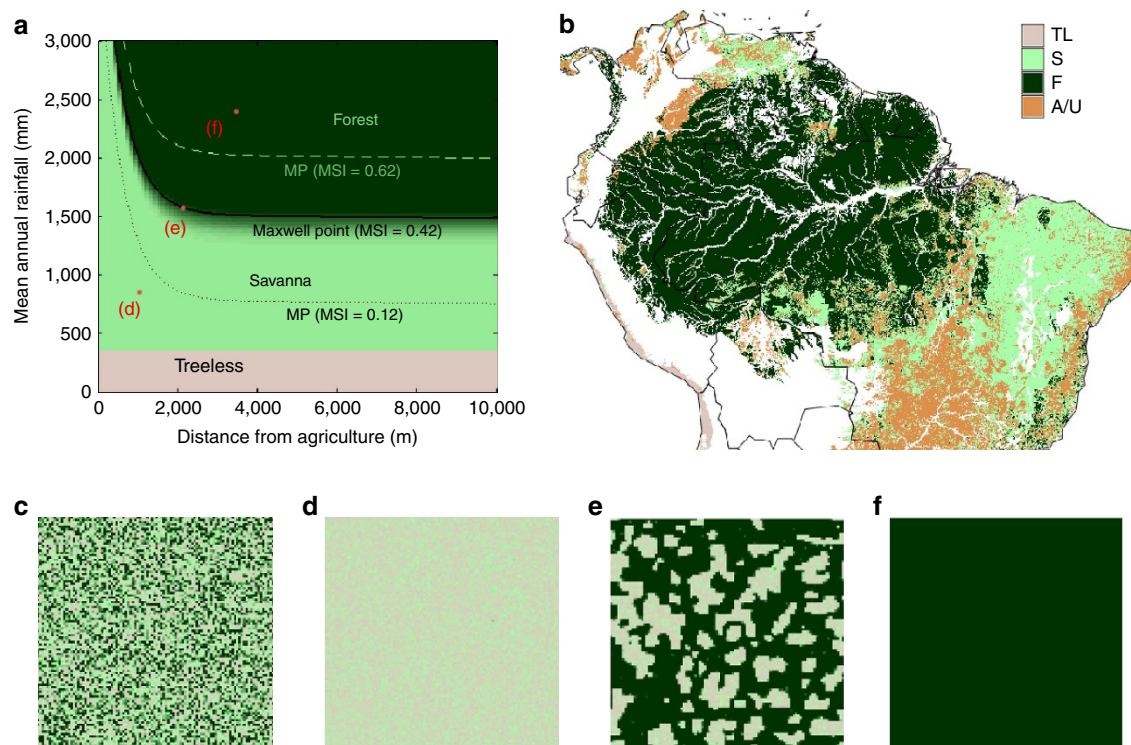 a
3,000
2,500
2,000
1,500
1,000
500
0
Mean annual rainfall (mm)
(f)
Forest
MP (MSI = 0.62)
(e)
Maxwell point (MSI = 0.42)
Savanna
(d)
MP (MSI = 0.12)
Treeless
0 2,000 4,000 6,000 8,000 10,000
Distance from agriculture (m)
b
TL
S
F
A/U
c
d
e
f